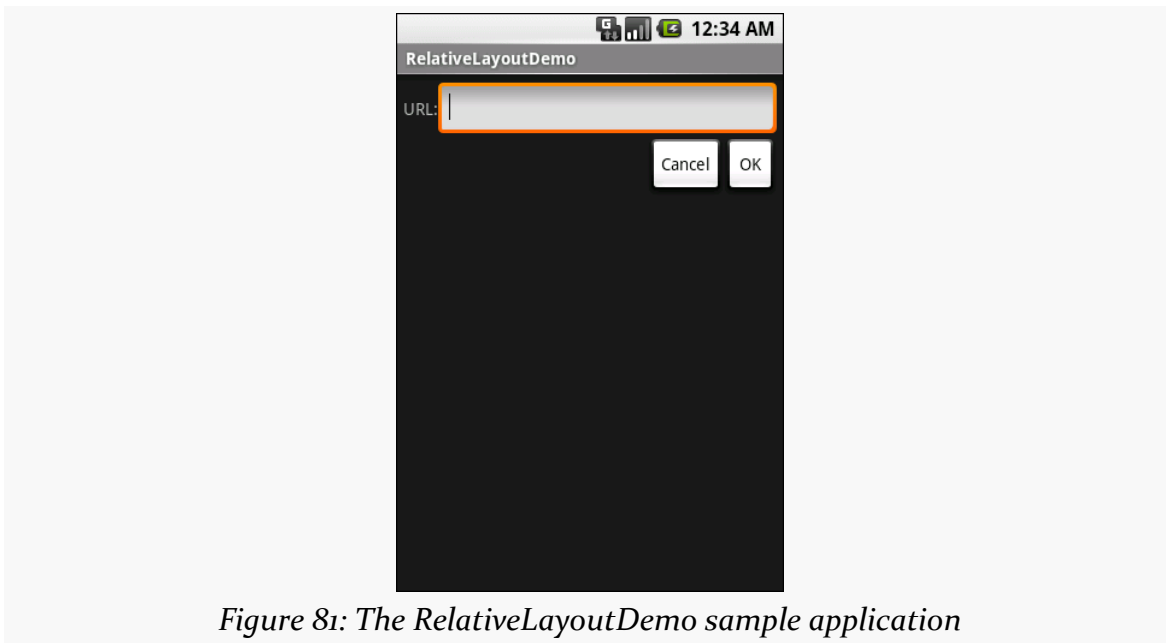 G
12:34 AM
RelativeLayoutDemo
URL:
Cancel OK
Figure 81: The RelativeLayoutDemo sample application